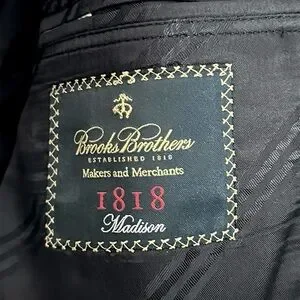 Brooks Brothers
ESTABLISHED 1818
Makers and Merchants
1818
Madison